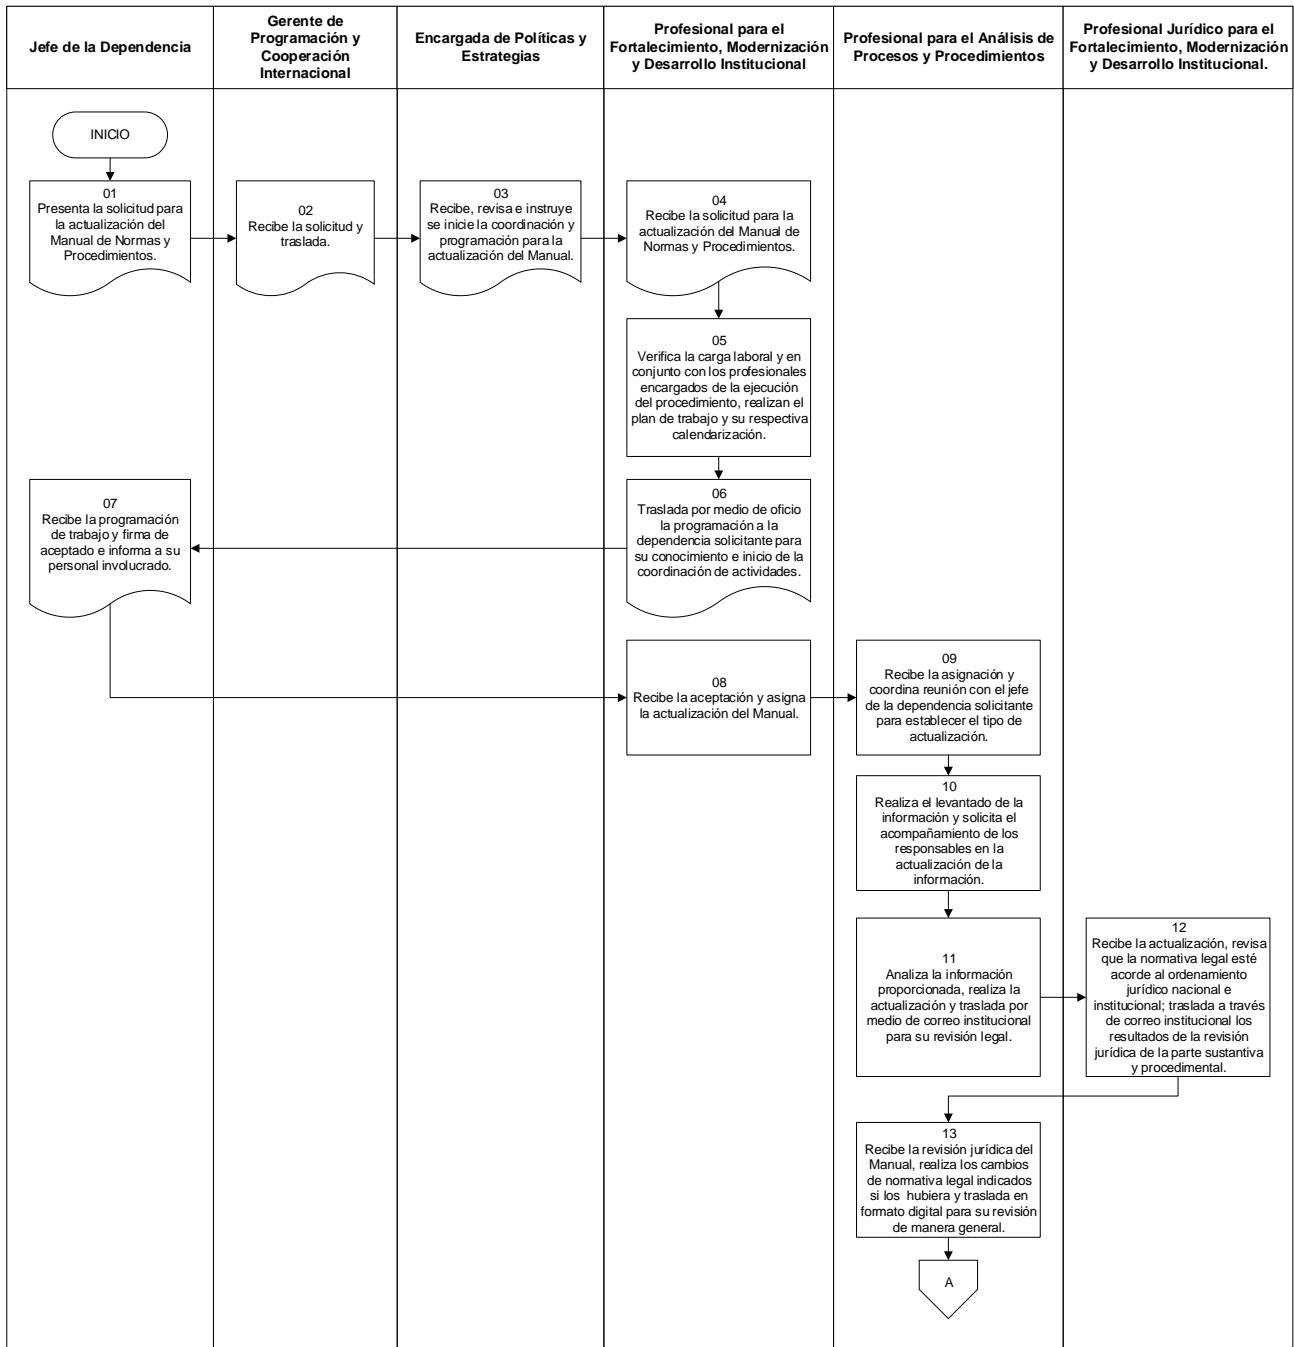 Jefe de la Dependencia
Gerente de
Programación y
Cooperación
Internacional
Encargada de Políticas y
Estrategias
Profesional para el
Fortalecimiento, Modernización
y Desarrollo Institucional
Profesional para el Análisis de
Procesos y Procedimientos
Profesional Jurídico para el
Fortalecimiento, Modernización
y Desarrollo Institucional.
INICIO
01
Presenta la solicitud para
la actualización del
Manual de Normas y
Procedimientos.
02
Recibe la solicitud y
traslada.
03
Recibe, revisa e instruye
se inicie la coordinación y
programación para la
actualización del Manual.
04
Recibe la solicitud para la
actualización del Manual de
Normas y Procedimientos.
05
Verifica la carga laboral y en
conjunto con los profesionales
encargados de la ejecución
del procedimiento, realizan el
plan de trabajo y su respectiva
calendarización.
06
Traslada por medio de oficio
la programación a la
dependencia solicitante para
su conocimiento e inicio de la
coordinación de actividades.
07
Recibe la programación
de trabajo y firma de
aceptado e informa a su
personal involucrado.
08
Recibe la aceptación y asigna
la actualización del Manual.
09
Recibe la asignación y
coordina reunión con el jefe
de la dependencia solicitante
para establecer el tipo de
actualización.
10
Realiza el levantado de la
información y solicita el
acompañamiento de los
responsables en la
actualización de la
información.
11
Analiza la información
proporcionada, realiza la
actualización y traslada por
medio de correo institucional
para su revisión legal.
12
Recibe la actualización, revisa
que la normativa legal esté
acorde al ordenamiento
jurídico nacional e
institucional; traslada a través
de correo institucional los
resultados de la revisión
jurídica de la parte sustantiva
y procedimental.
13
Recibe la revisión jurídica del
Manual, realiza los cambios
de normativa legal indicados
si los hubiera y traslada en
formato digital para su revisión
de manera general.
A